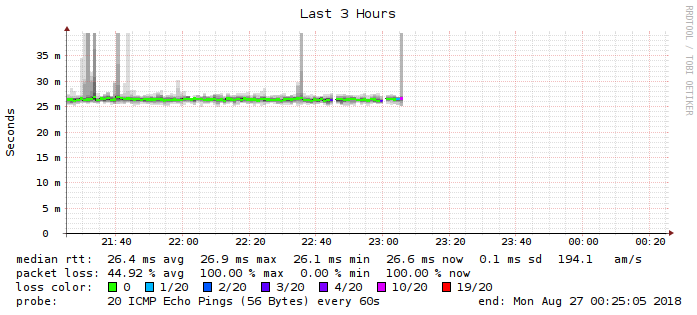 Last 3 Hours
RRDTOOL / TOBI OETIKER
Seconds
35 m
30 m
25 m
20 m
15 m
10 m
5 m
0
21:40 22:00 22:20 22:40 23:00 23:20 23:40 00:00 00:20
median rtt: 26.4 ms avg 26.9 ms max 26.1 ms min 26.6 ms now 0.1 ms sd 194.1 am/s
packet loss: 44.92 % avg 100.00 % max 0.00 % min 100.00 % now
loss color: 0 1/20 2/20 3/20 4/20 10/20 19/20
probe: 20 ICMP Echo Pings (56 Bytes) every 60s end: Mon Aug 27 00:25:05 2018